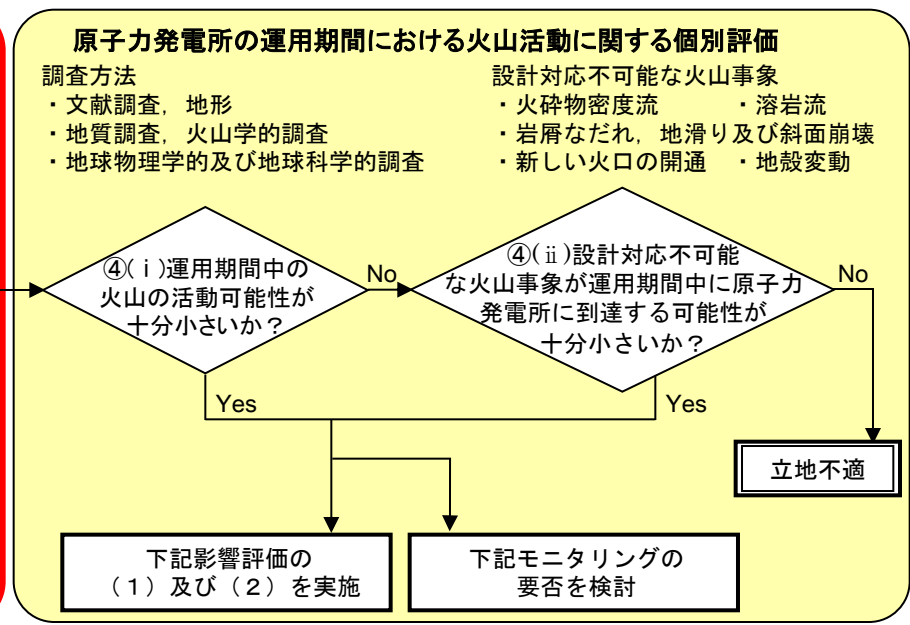 原子力発電所の運用期間における火山活動に関する個別評価
調査方法
・文献調査，地形
・地質調査，火山学的調査
・地球物理学的及び地球科学的調査
設計対応不可能な火山事象
・火砕物密度流 ・溶岩流
・岩屑なだれ，地滑り及び斜面崩壊
・新しい火口の開通 ・地殻変動
④(ⅰ)運用期間中の
火山の活動可能性が
十分小さいか？
No
④(ⅱ)設計対応不可能
な火山事象が運用期間中に原子力
発電所に到達する可能性が
十分小さいか？
No
Yes
Yes
立地不適
下記影響評価の
（１）及び（２）を実施
下記モニタリングの
要否を検討